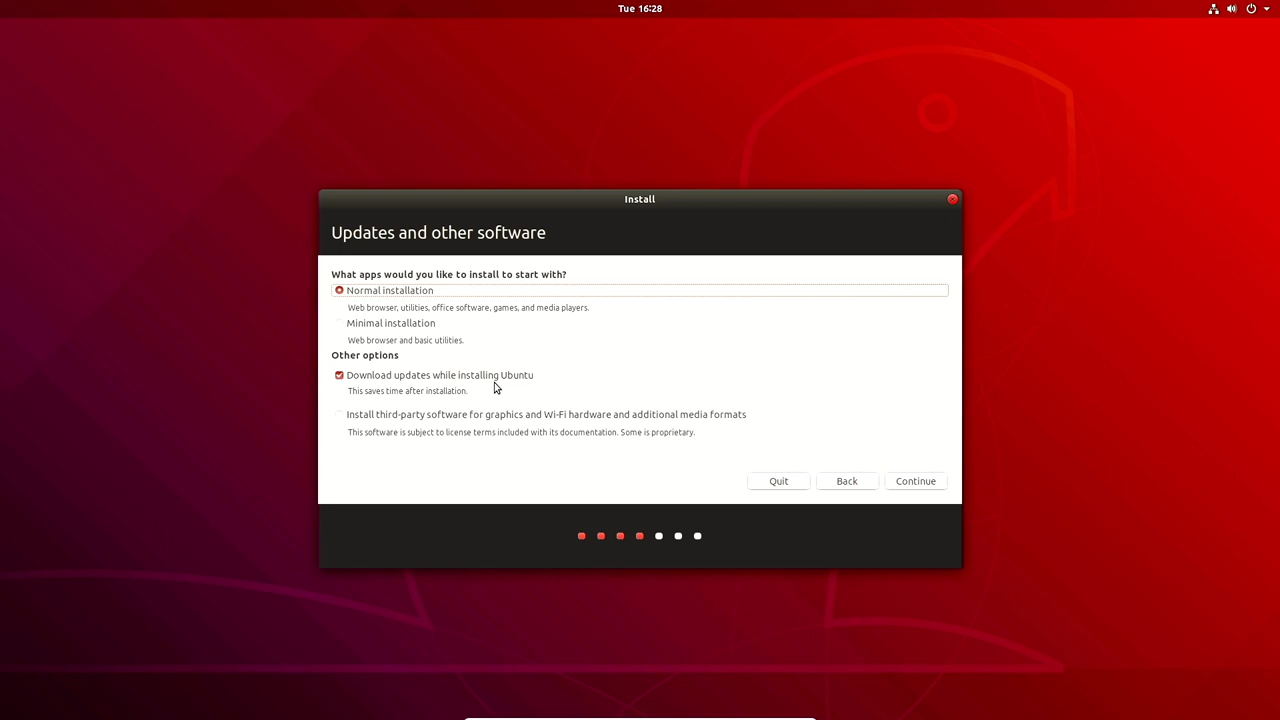 Tue 16:28
Install
Updates and other software
What apps would you like to install to start with?
Normal installation
Web browser, utilities, office software, games, and media players.
Minimal installation
Web browser and basic utilities.
Other options
Download updates while installing Ubuntu
This saves time after installation.
Install third-party software for graphics and Wi-Fi hardware and additional media formats
This software is subject to license terms included with its documentation. Some is proprietary.
Quit Back Continue